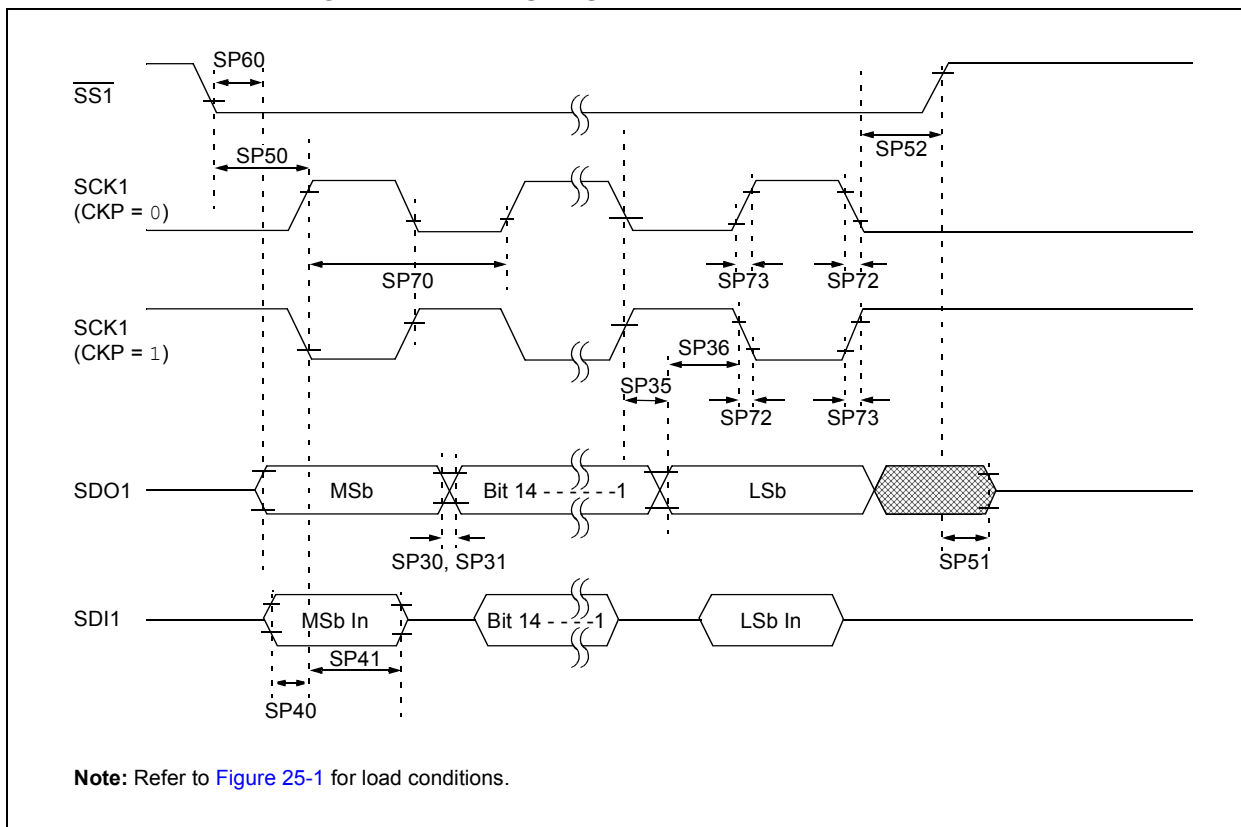 SP60
SS1
SP50
SP52
SCK1
(CKP = 0)
SP70
SP73
SP72
SCK1
(CKP = 1)
SP36
SP35
SP72
SP73
SDO1
MSb
Bit 14 - - - - - -1
LSb
SP30, SP31
SP51
SDI1
MSb In
Bit 14 - - - -1
LSb In
SP41
SP40
Note: Refer to Figure 25-1 for load conditions.